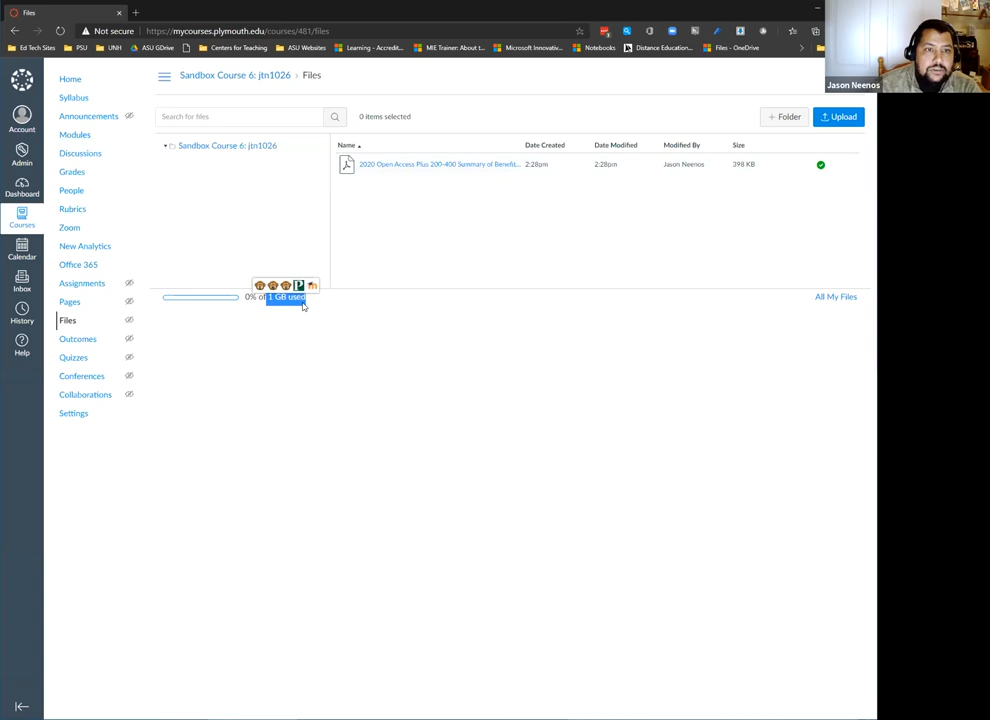 Files
Not secure
https://mycourses.plymouth.edu/courses/481/files
Ed Tech Sites
PSU
UNH
ASU GDrive
Centers for Teaching
ASU Websites
Learning - Accredit...
MIE Trainer: About t...
Microsoft Innovativ...
Notebooks
Distance Education...
Files - OneDrive
Jason Neenos
Account
Admin
Dashboard
Courses
Calendar
Inbox
History
Help
Home
Syllabus
Announcements
Modules
Discussions
Grades
People
Rubrics
Zoom
New Analytics
Office 365
Assignments
Pages
Files
Outcomes
Quizzes
Conferences
Collaborations
Settings
Sandbox Course 6: jtn1026 › Files
Search for files
0 items selected
+ Folder
Upload
Sandbox Course 6: jtn1026
Name Date Created Date Modified Modified By Size
2020 Open Access Plus 200-400 Summary of Benefit... 2:28pm 2:28pm Jason Neenos 398 KB
0% of 1 GB used
All My Files